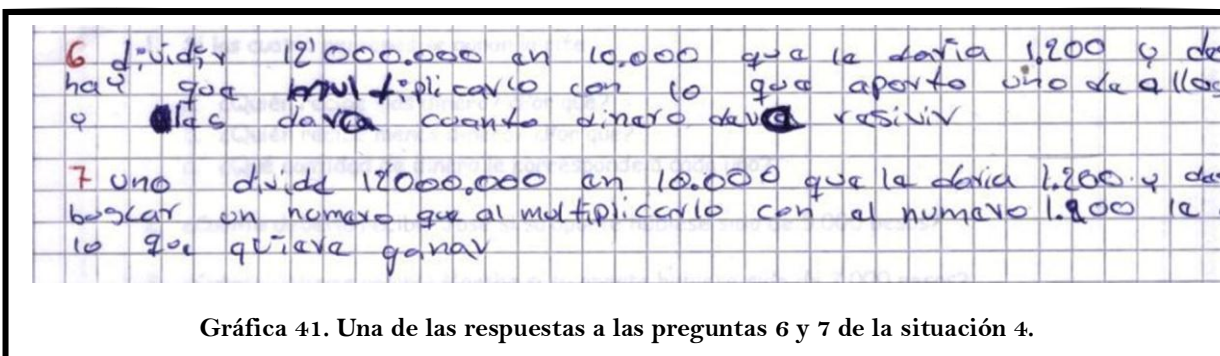 6 dividir 12'000.000 en 10.000 que le daria 1.200 y de
hay que multiplicarlo con lo que aporto uno de ellos
y les dara cuanto dinero deve resivir
7 uno divide 12000.000 en 10.000 que le daria 1.200 y de
buscar un numero que al multiplicarlo con el numero 1.200 le
lo que quiere ganar
Gráfica 41. Una de las respuestas a las preguntas 6 y 7 de la situación 4.